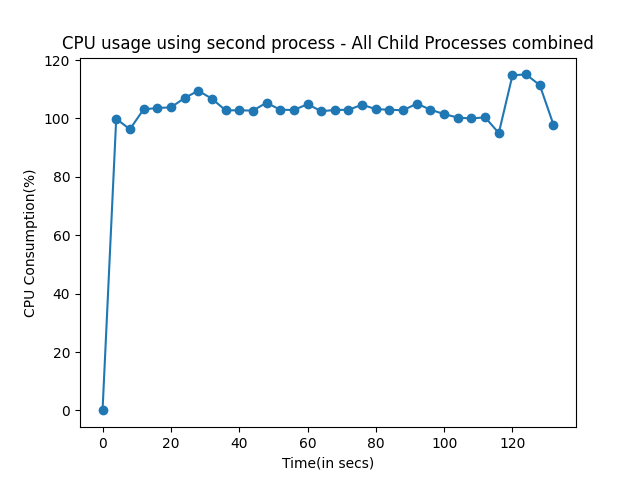 CPU usage using second process - All Child Processes combined
120
100
80
60
40
20
0
CPU Consumption(%)
0 20 40 60 80 100 120
Time(in secs)